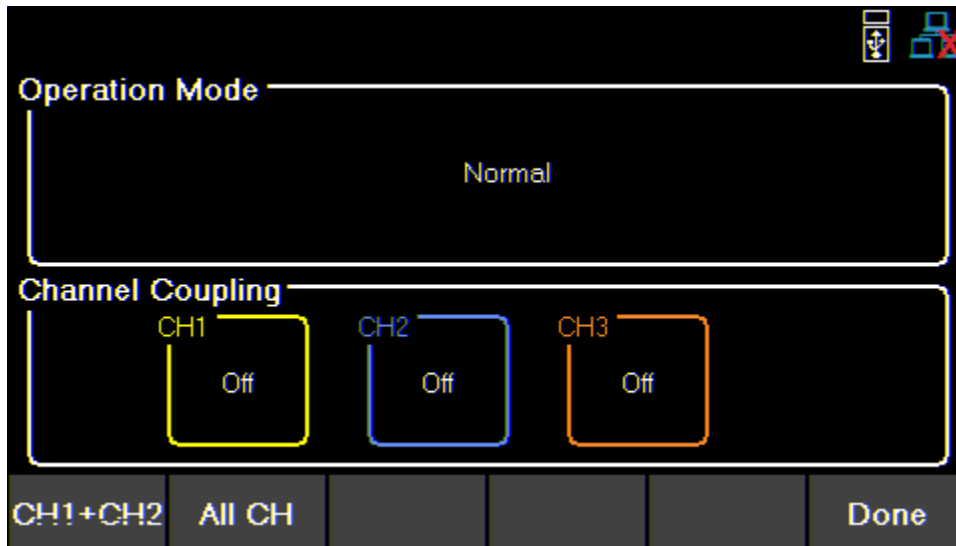 Operation Mode
Normal
Channel Coupling
CH1 CH2 CH3
Off Off Off
CH1+CH2 All CH Done